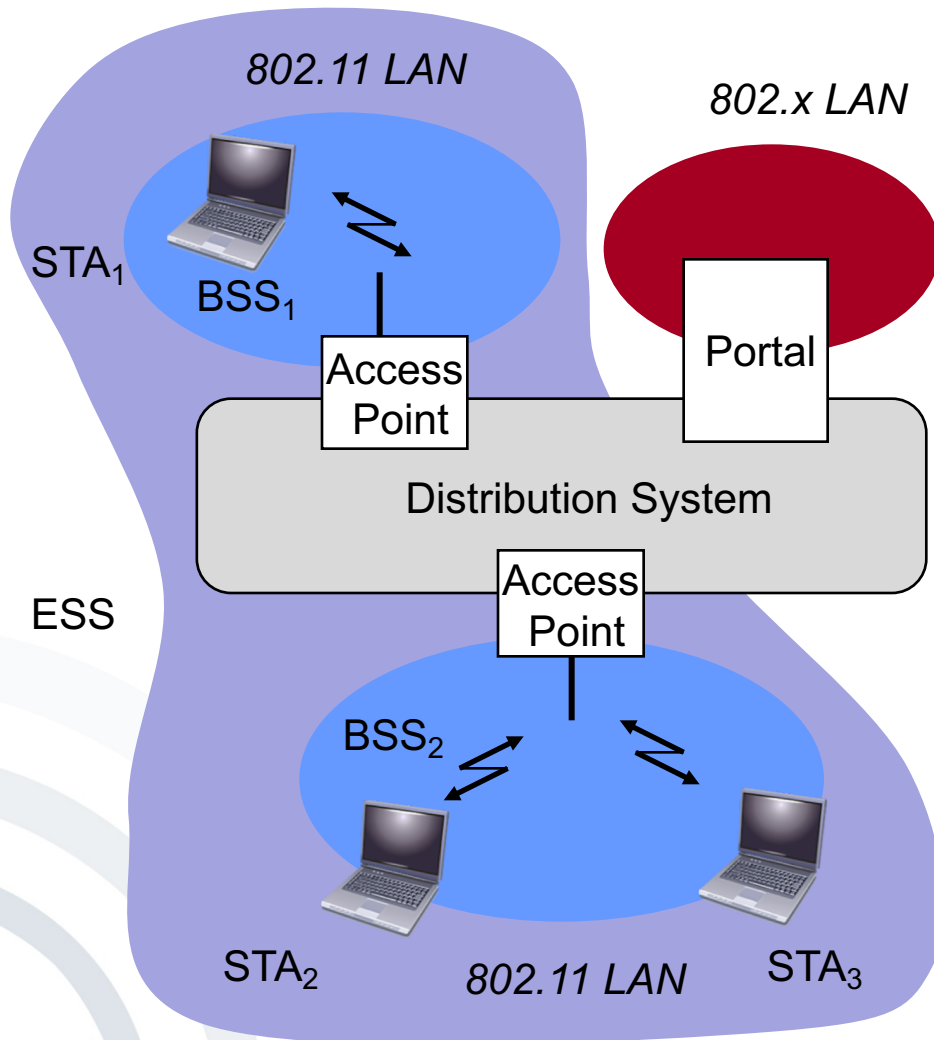 802.11 LAN
802.x LAN
STA₁
BSS₁
Access
Point
Portal
Distribution System
Access
Point
ESS
BSS₂
STA₂
802.11 LAN
STA₃